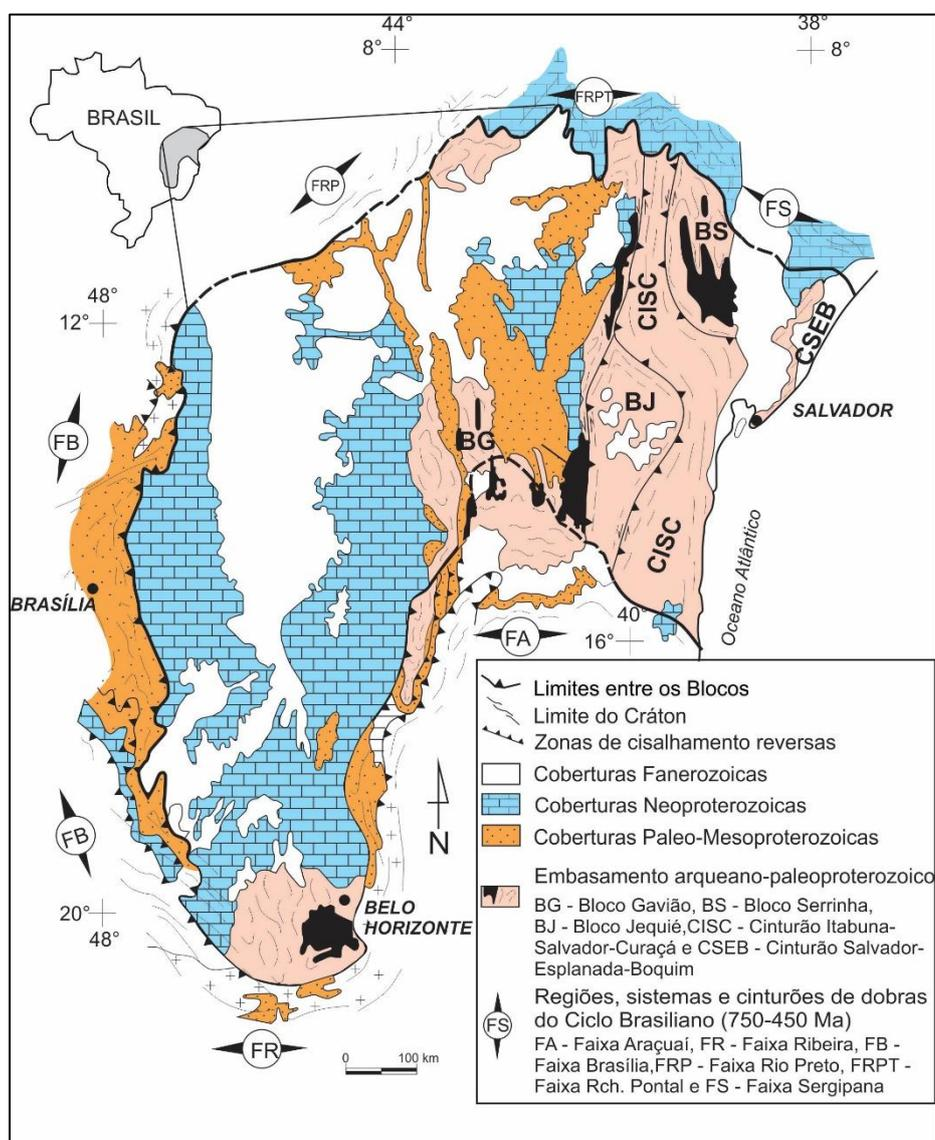 44° 38°
8° 8°
BRASIL
FRPT
FRP
FS
BS
48°
12°
CISC
CSEB
BJ
SALVADOR
FB
BG
CISC
Oceano Atlântico
BRASÍLIA
40°
16°
FA
Limites entre os Blocos
Limite do Cráton
Zonas de cisalhamento reversas
Coberturas Fanerozoicas
Coberturas Neoproterozoicas
N
Coberturas Paleo-Mesoproterozoicas
FB
Embasamento arqueano-paleoproterozoico
BG - Bloco Gavião, BS - Bloco Serrinha,
BJ - Bloco Jequié,CISC - Cinturão Itabuna-
Salvador-Curaçá e CSEB - Cinturão Salvador-
Esplanada-Boquim
20°
48°
BELO
HORIZONTE
Regiões, sistemas e cinturões de dobras
do Ciclo Brasiliano (750-450 Ma)
FS
FA - Faixa Araçuaí, FR - Faixa Ribeira, FB -
Faixa Brasília,FRP - Faixa Rio Preto, FRPT -
Faixa Rch. Pontal e FS - Faixa Sergipana
FR
0 100 km